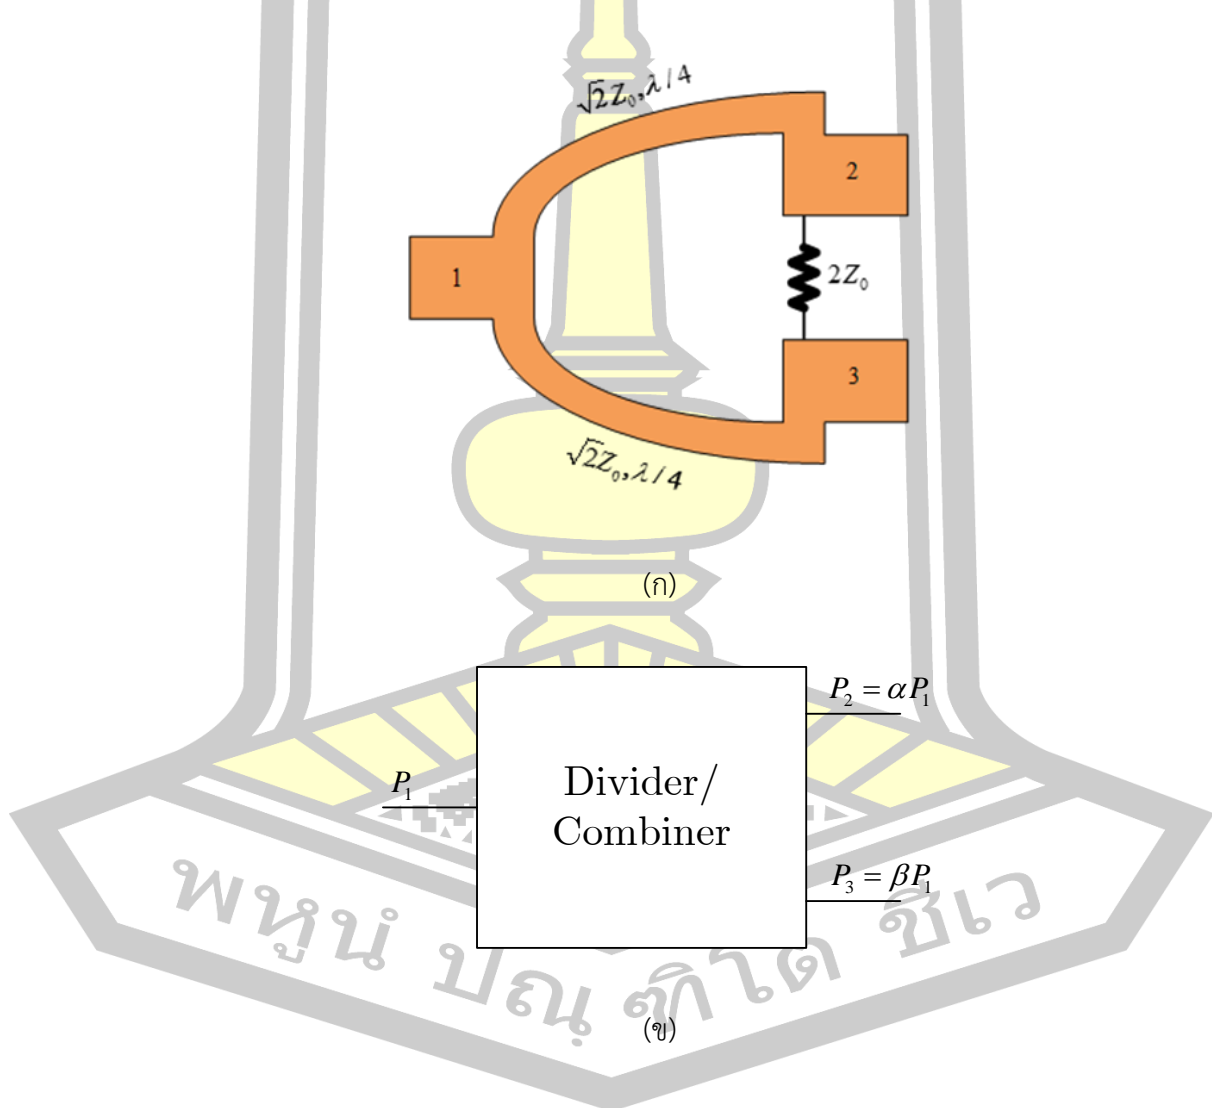 √2Z₀,λ/4
2
1
2Z₀
3
√2Z₀,λ/4
(ก)
P₂ = αP₁
P₁
Divider/
Combiner
P₃ = βP₁
พหูนํ ปณฺฑิโต ชีเว
(ข)